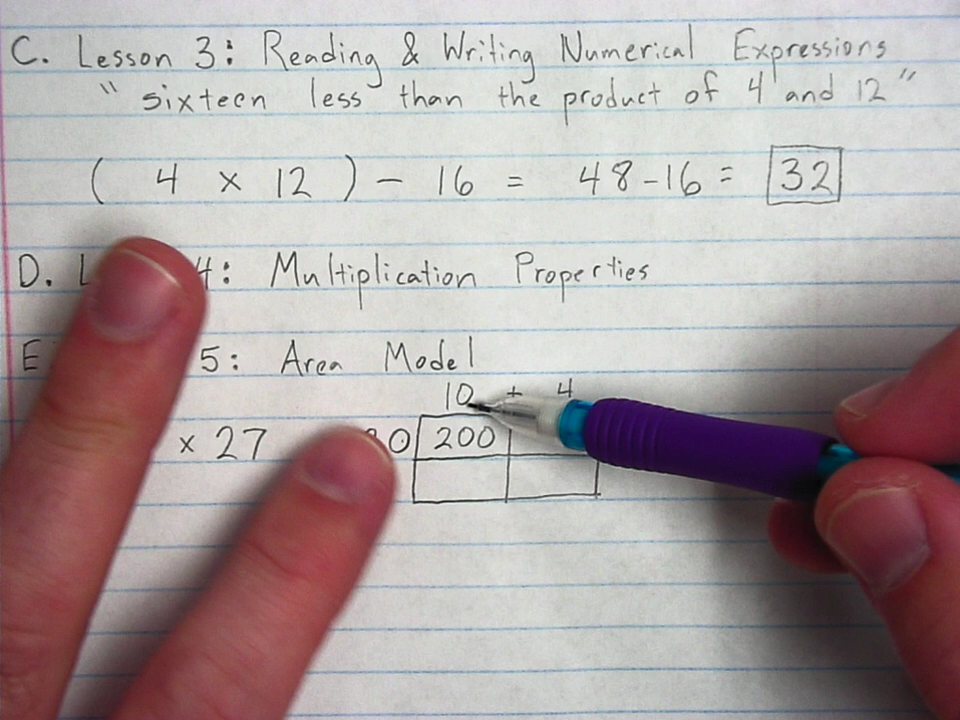 C. Lesson 3: Reading & Writing Numerical Expressions
"sixteen less than the product of 4 and 12"
( 4 × 12 ) - 16 = 48-16 = 32
D. 4: Multiplication Properties
E 5: Area Model
10 + 4
× 27 0 200